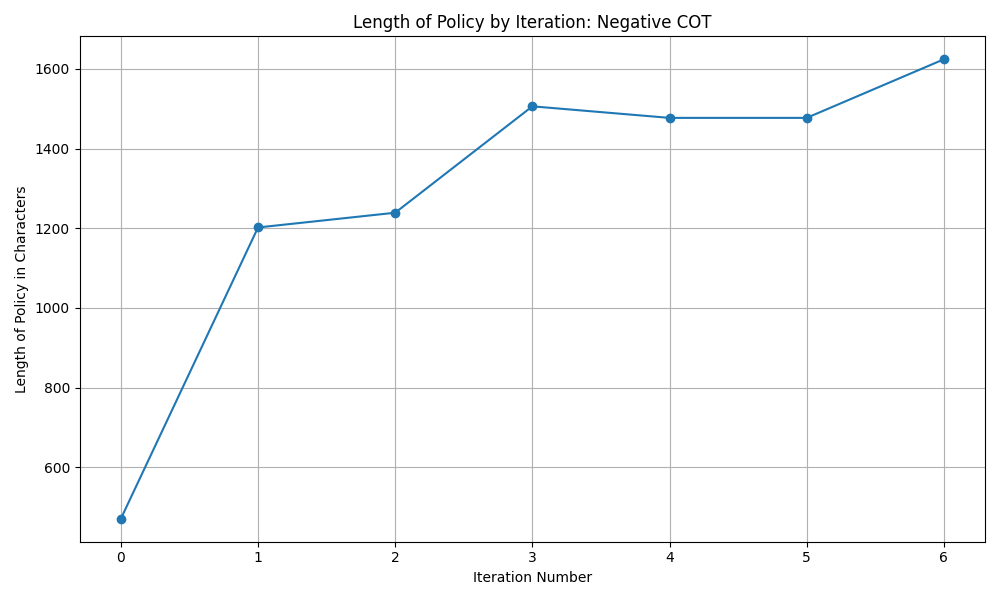 Length of Policy by Iteration: Negative COT
Length of Policy in Characters
1600
1400
1200
1000
800
600
0 1 2 3 4 5 6
Iteration Number